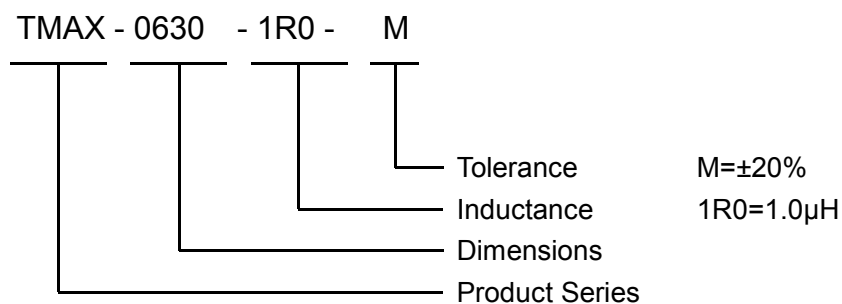 TMAX - 0630 - 1R0 - M
Tolerance M=±20%
Inductance 1R0=1.0µH
Dimensions
Product Series